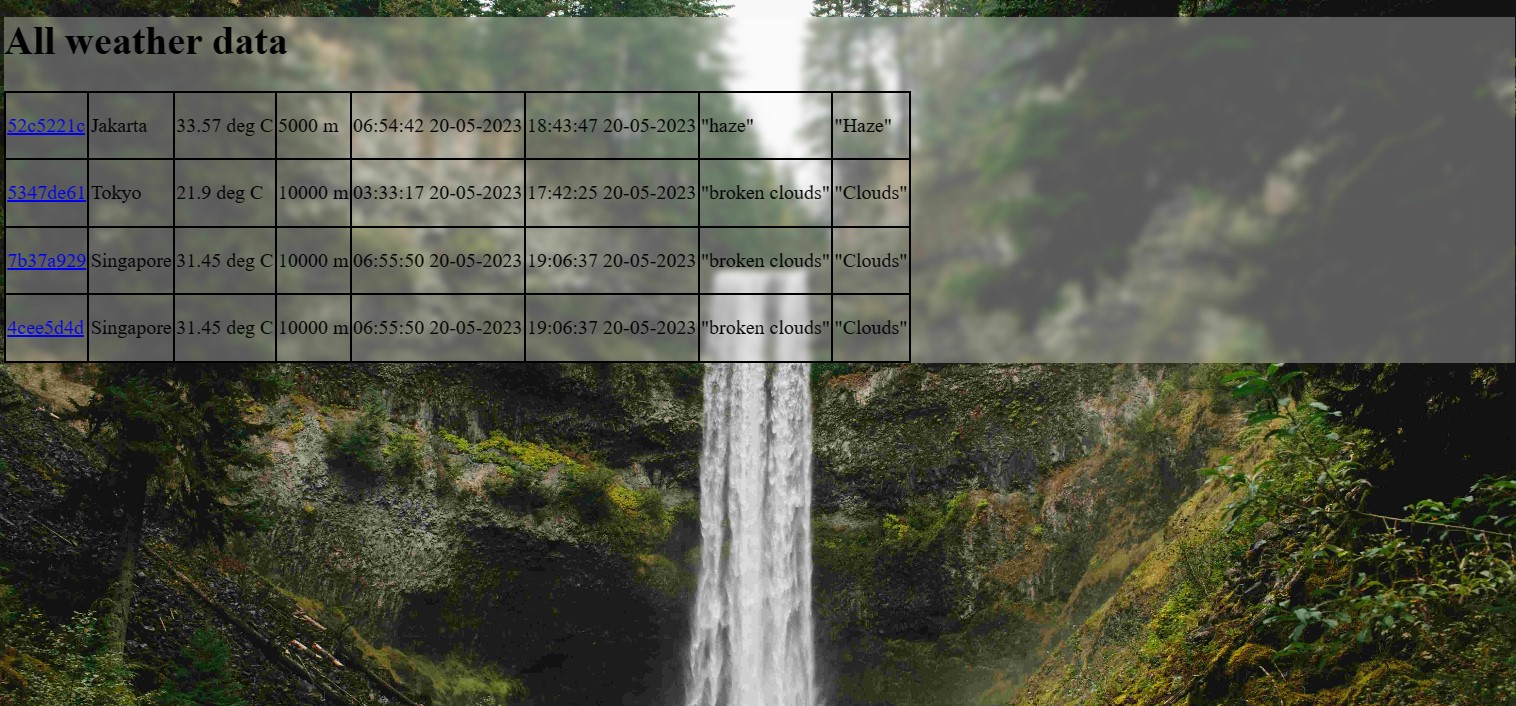 All weather data
52c5221c Jakarta 33.57 deg C 5000 m 06:54:42 20-05-2023 18:43:47 20-05-2023 "haze" "Haze"
5347de61 Tokyo 21.9 deg C 10000 m 03:33:17 20-05-2023 17:42:25 20-05-2023 "broken clouds" "Clouds"
7b37a929 Singapore 31.45 deg C 10000 m 06:55:50 20-05-2023 19:06:37 20-05-2023 "broken clouds" "Clouds"
4cee5d4d Singapore 31.45 deg C 10000 m 06:55:50 20-05-2023 19:06:37 20-05-2023 "broken clouds" "Clouds"